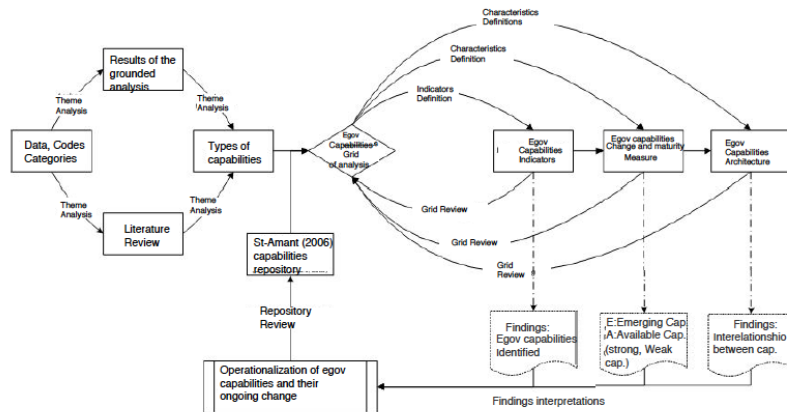 Characteristics
Definitions
Results of the
grounded
analysis
Characteristics
Definition
Theme
Analysis
Theme
Analysis
Indicators
Definition
Data, Codes
Categories
Types of
capabilities
Egov
Capabilities
Grid
of analysis
Egov
Capabilities
Indicators
Egov capabilities
Change and maturity
Measure
Egov
Capabilities
Architecture
Theme
Analysis
Theme
Analysis
Literature
Review
Grid Review
Grid Review
Grid
Review
St-Amant (2006)
capabilities
repository
Repository
Review
Findings:
Egov capabilities
Identified
E:Emerging Cap.
A:Available Cap.
(strong, Weak
cap.)
Findings:
Interelationship
between cap.
Operationalization of egov
capabilities and their
ongoing change
Findings interpretations